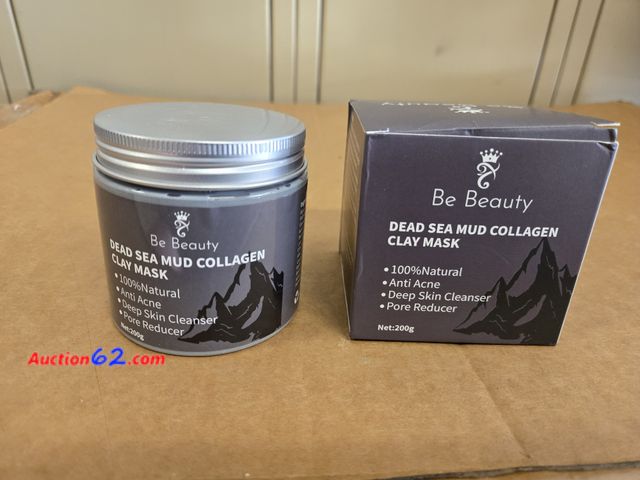 Be Beauty
DEAD SEA MUD COLLAGEN
CLAY MASK
• 100%Natural
• Anti Acne
• Deep Skin Cleanser
• Pore Reducer
Net:200g
Be Beauty
Be Beauty
DEAD SEA MUD COLLAGEN
CLAY MASK
• 100%Natural
• Anti Acne
• Deep Skin Cleanser
• Pore Reducer
Net:200g
Auction62.com